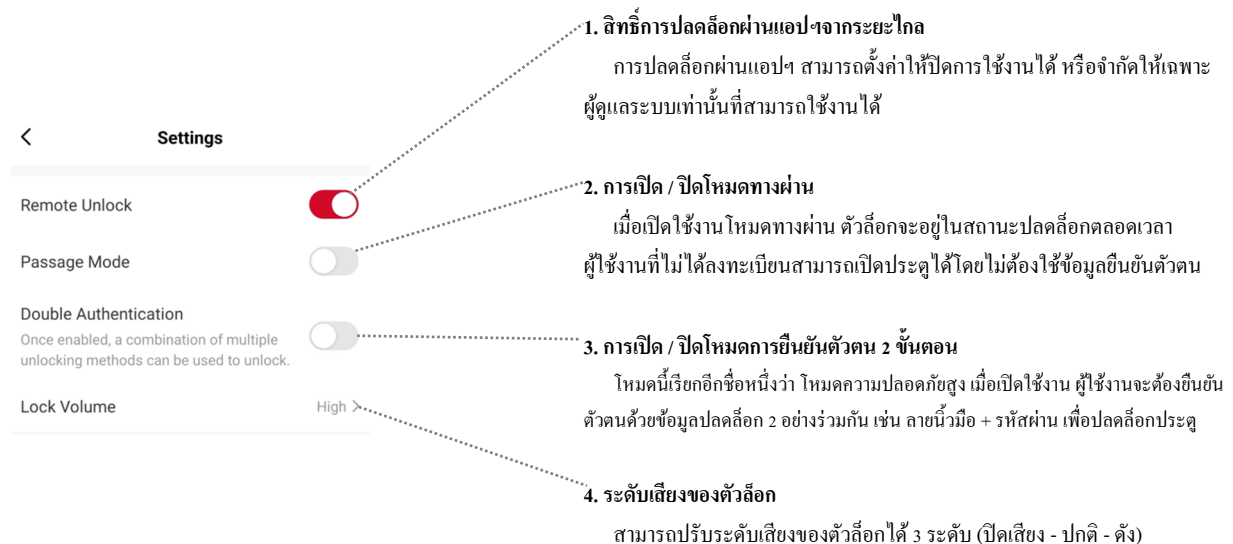 Settings
Remote Unlock
Passage Mode
Double Authentication
Once enabled, a combination of multiple
unlocking methods can be used to unlock.
Lock Volume
High >
1. สิทธิ์การปลดล็อกผ่านแอปฯจากระยะไกล
การปลดล็อกผ่านแอปฯ สามารถตั้งค่าให้ปิดการใช้งานได้ หรือจำกัดให้เฉพาะ
ผู้ดูแลระบบเท่านั้นที่สามารถใช้งานได้
2. การเปิด / ปิดโหมดทางผ่าน
เมื่อเปิดใช้งานโหมดทางผ่าน ตัวล็อกจะอยู่ในสถานะปลดล็อกตลอดเวลา
ผู้ใช้งานที่ไม่ได้ลงทะเบียนสามารถเปิดประตูได้โดยไม่ต้องใช้ข้อมูลยืนยันตัวตน
3. การเปิด / ปิดโหมดการยืนยันตัวตน 2 ขั้นตอน
โหมดนี้เรียกอีกชื่อหนึ่งว่า โหมดความปลอดภัยสูง เมื่อเปิดใช้งาน ผู้ใช้งานจะต้องยืนยัน
ตัวตนด้วยข้อมูลปลดล็อก 2 อย่างร่วมกัน เช่น ลายนิ้วมือ + รหัสผ่าน เพื่อปลดล็อกประตู
4. ระดับเสียงของตัวล็อก
สามารถปรับระดับเสียงของตัวล็อกได้ 3 ระดับ (ปิดเสียง - ปกติ - ดัง)